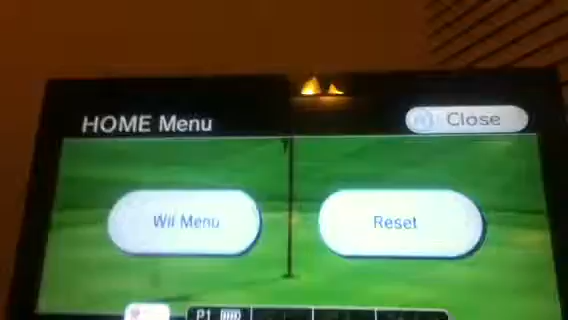 HOME Menu
Close
Wii Menu
Reset
P1